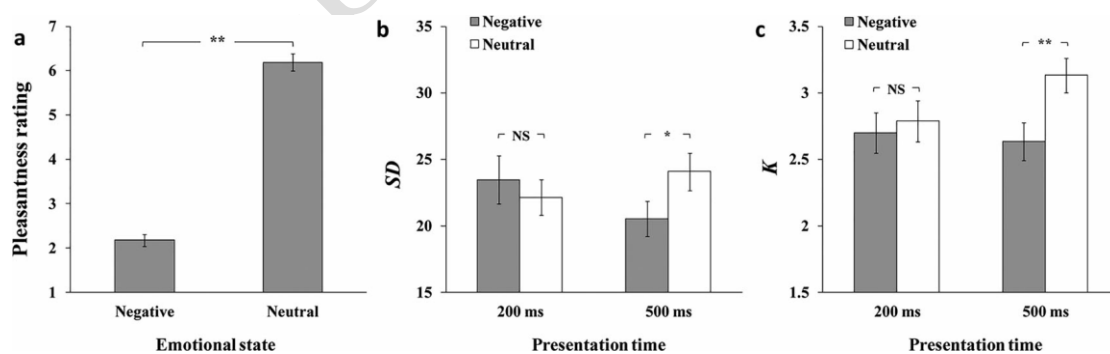 a
Pleasantness rating
7
6
5
4
3
2
1
**
Negative Neutral
Emotional state
b
Negative
Neutral
SD
35
30
25
20
15
NS
*
200 ms 500 ms
Presentation time
c
Negative
Neutral
K
3.5
3
2.5
2
1.5
NS
**
200 ms 500 ms
Presentation time